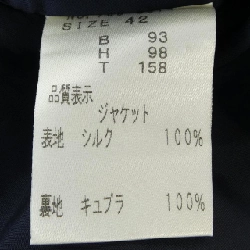 SIZE 42
B 93
H 98
T 158
品質表示
ジャケット
表地 シルク 100%
裏地 キュプラ 100%